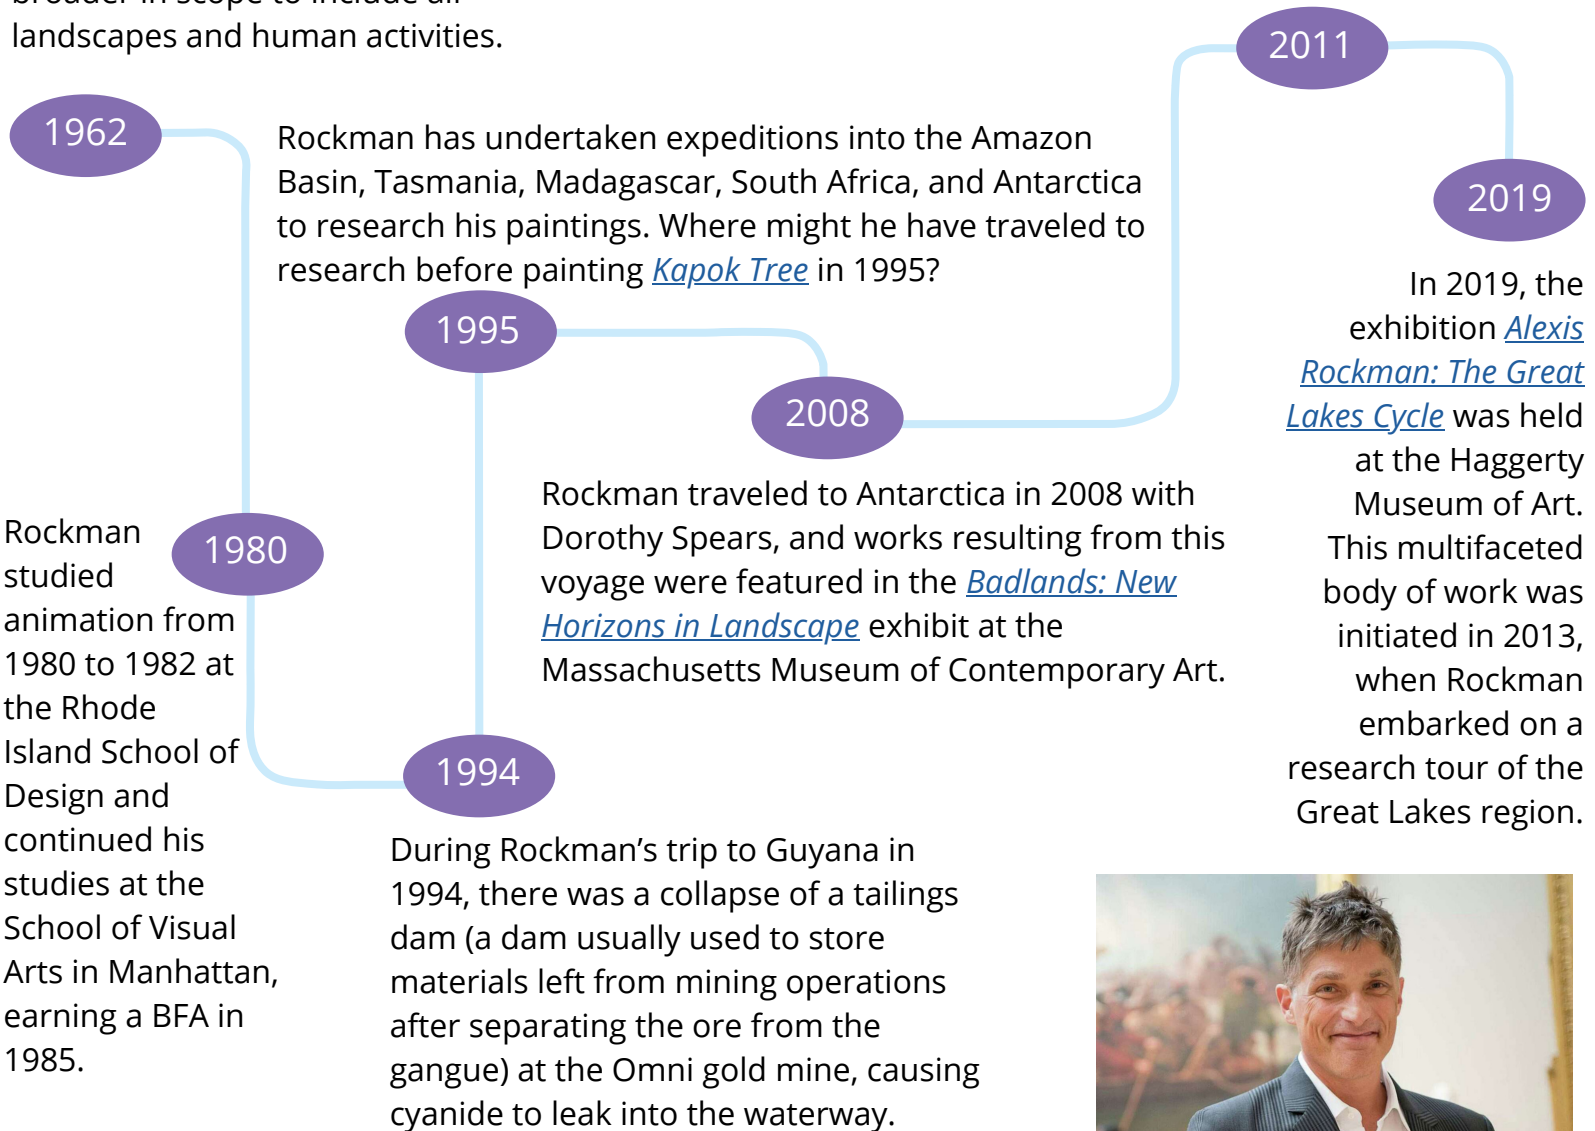 landscapes and human activities.
1962
Rockman has undertaken expeditions into the Amazon
Basin, Tasmania, Madagascar, South Africa, and Antarctica
to research his paintings. Where might he have traveled to
research before painting Kapok Tree in 1995?
2011
2019
In 2019, the
exhibition Alexis
Rockman: The Great
Lakes Cycle was held
at the Haggerty
Museum of Art.
This multifaceted
body of work was
initiated in 2013,
when Rockman
embarked on a
research tour of the
Great Lakes region.
1995
2008
Rockman traveled to Antarctica in 2008 with
Dorothy Spears, and works resulting from this
voyage were featured in the Badlands: New
Horizons in Landscape exhibit at the
Massachusetts Museum of Contemporary Art.
1980
Rockman
studied
animation from
1980 to 1982 at
the Rhode
Island School of
Design and
continued his
studies at the
School of Visual
Arts in Manhattan,
earning a BFA in
1985.
1994
During Rockman’s trip to Guyana in
1994, there was a collapse of a tailings
dam (a dam usually used to store
materials left from mining operations
after separating the ore from the
gangue) at the Omni gold mine, causing
cyanide to leak into the waterway.